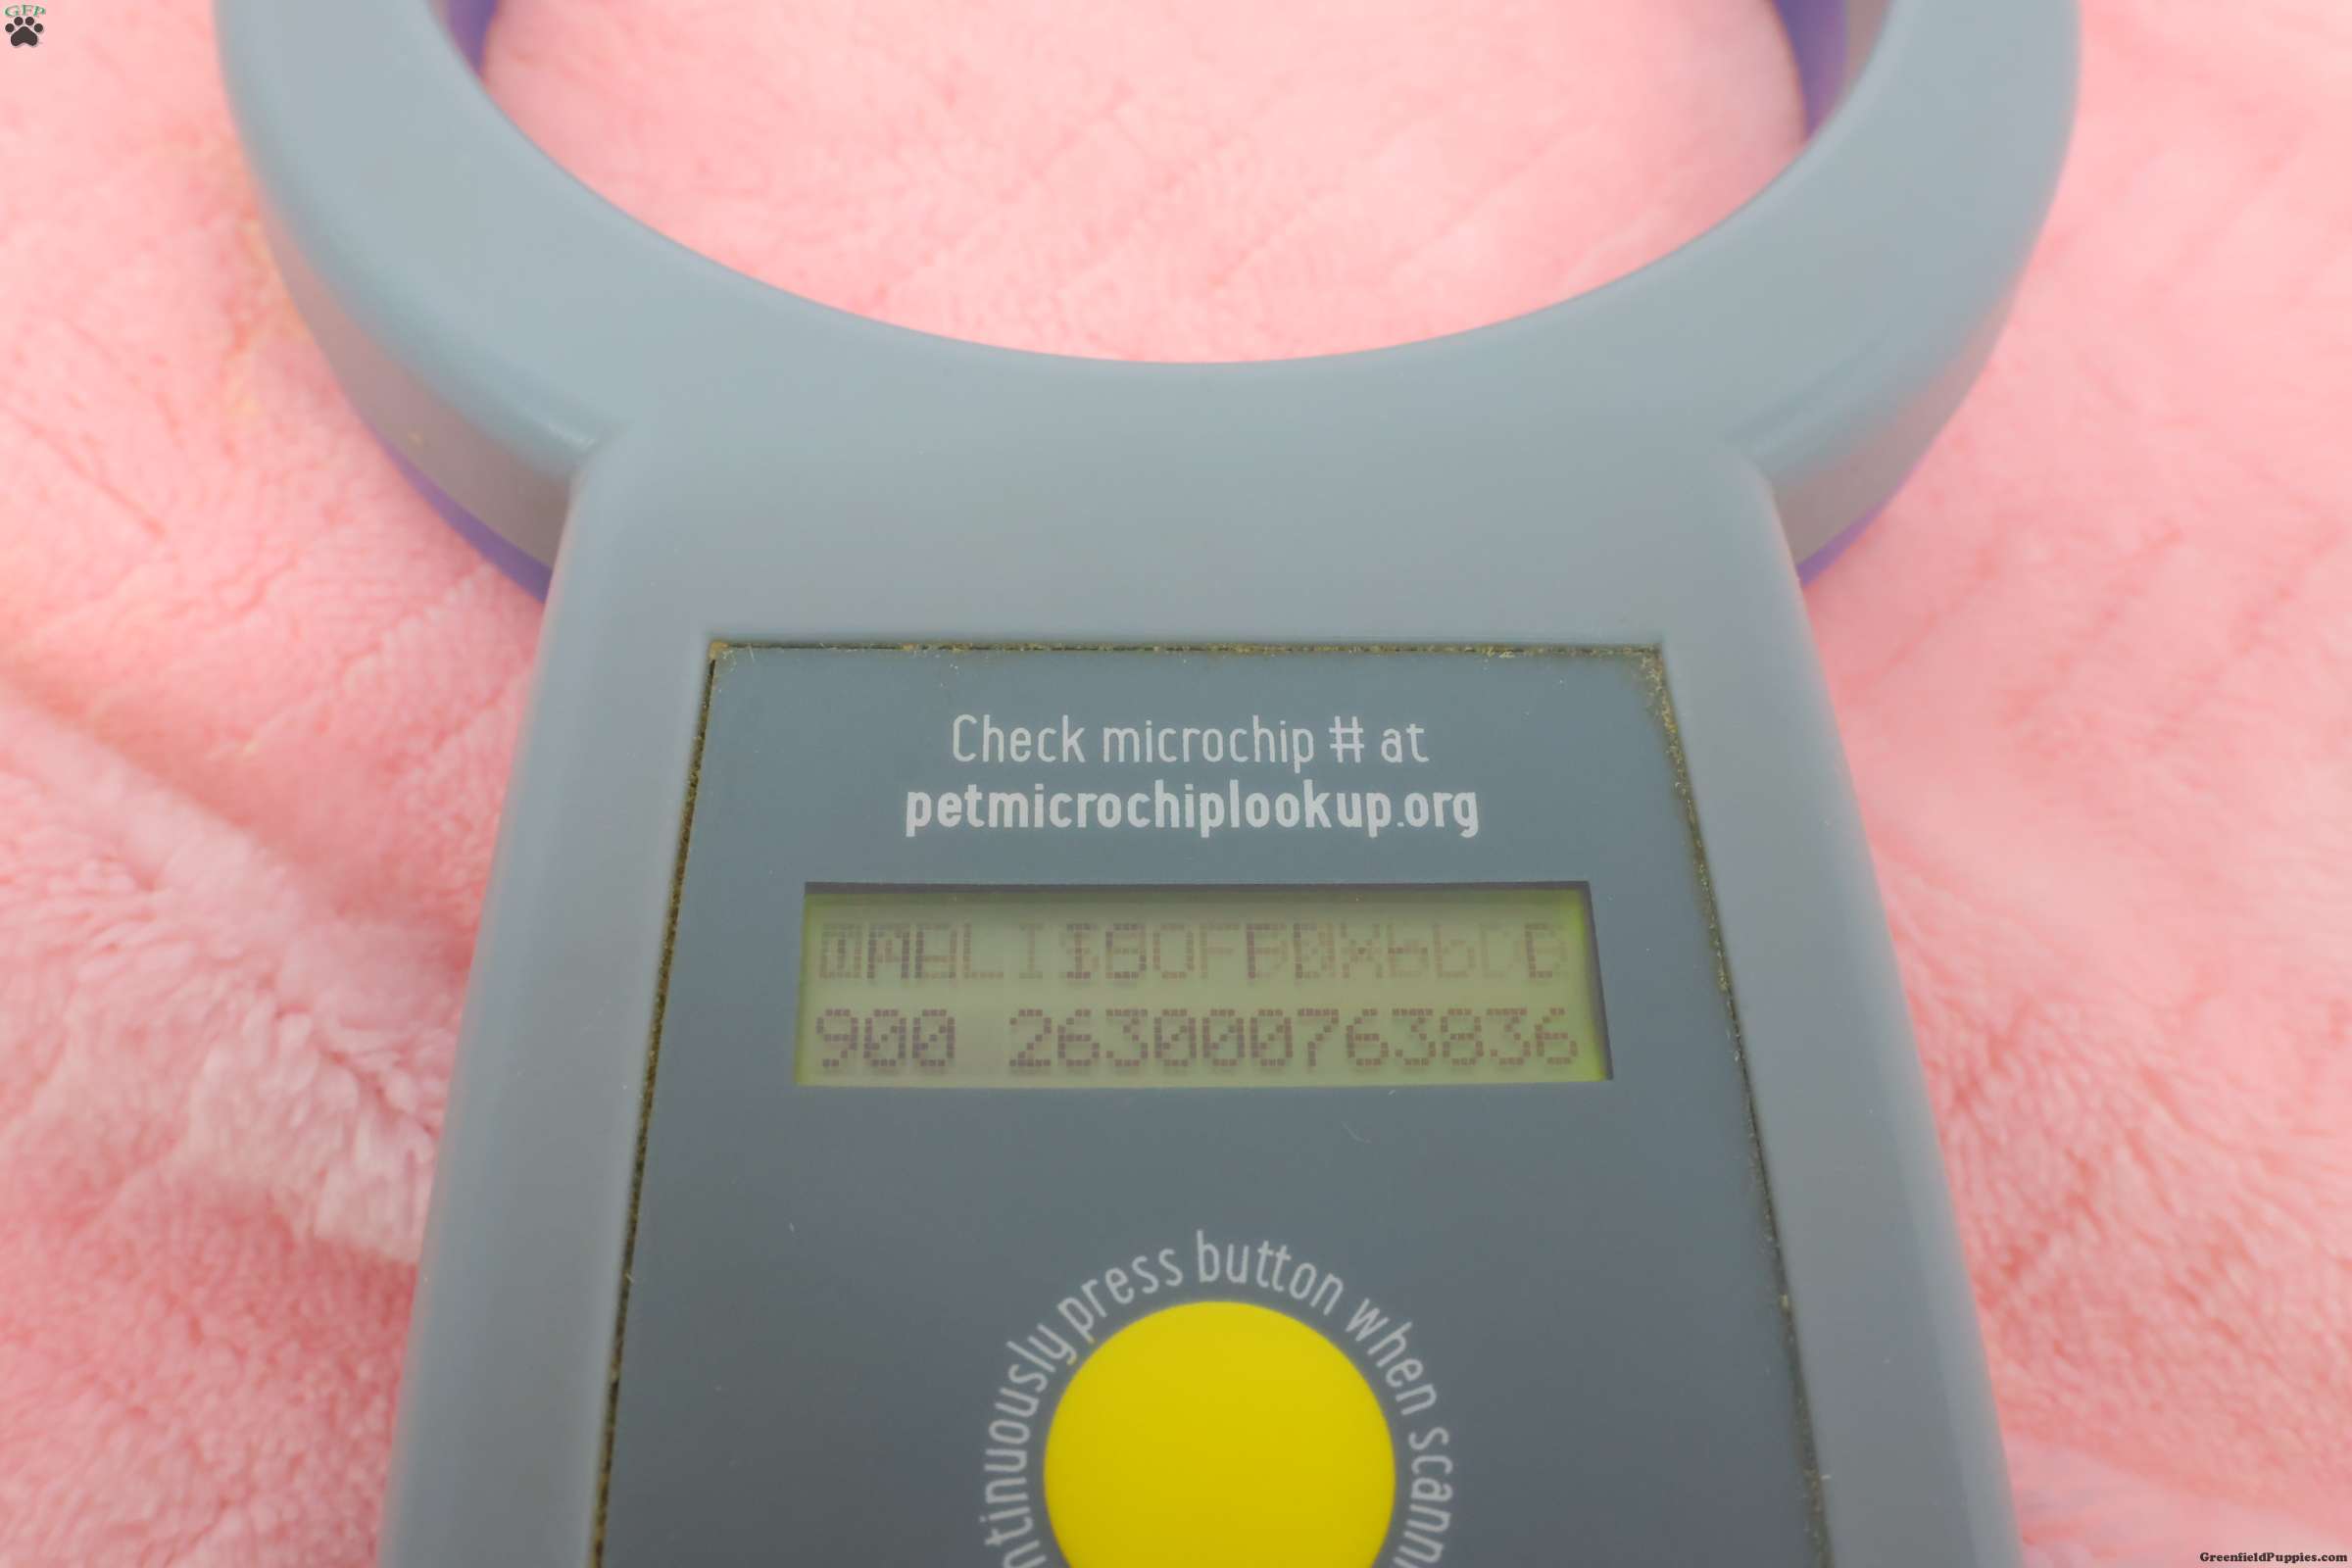 GFP
Check microchip # at
petmicrochiplookup.org
900 263000763836
ntinuously press button when scann
GreenfieldPuppies.com